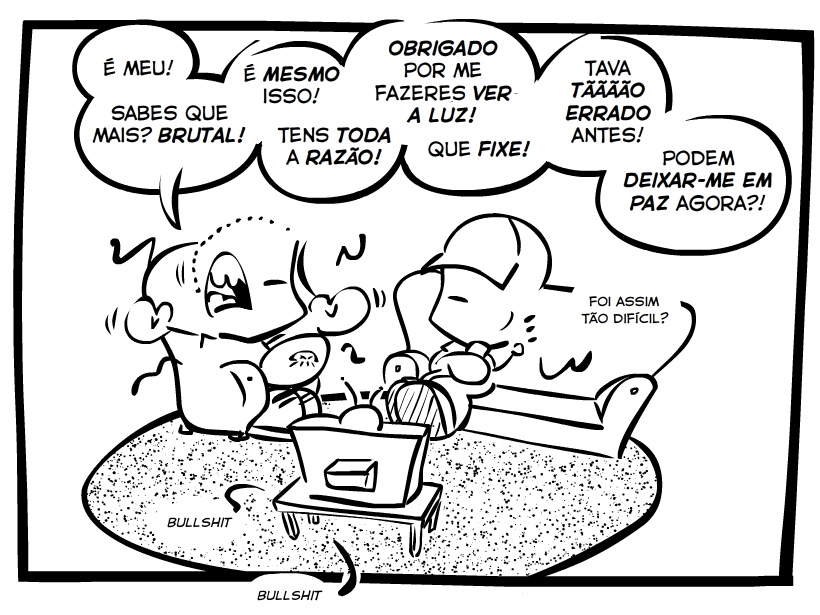 É MEU!
SABES QUE
MAIS? BRUTAL!
É MESMO
ISSO!
TENS TODA
A RAZÃO!
OBRIGADO
POR ME
FAZERES VER
A LUZ!
QUE FIXE!
TAVA
TÃÃÃÃO
ERRADO
ANTES!
PODEM
DEIXAR-ME EM
PAZ AGORA?!
FOI ASSIM
TÃO DIFÍCIL?
BULLSHIT
BULLSHIT